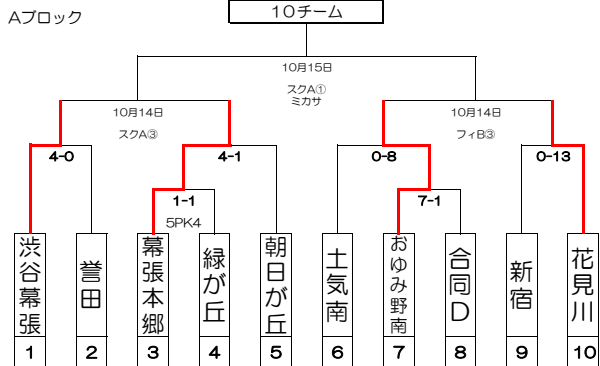 Aブロック
10チーム
10月15日
スクA①
ミカサ
10月14日
スクA③
10月14日
フィB③
4-0
4-1
0-8
0-13
1-1
5PK4
7-1
渋谷幕張
誉田
幕張本郷
緑が丘
朝日が丘
土気南
おゆみ野南
合同D
新宿
花見川
1
2
3
4
5
6
7
8
9
10